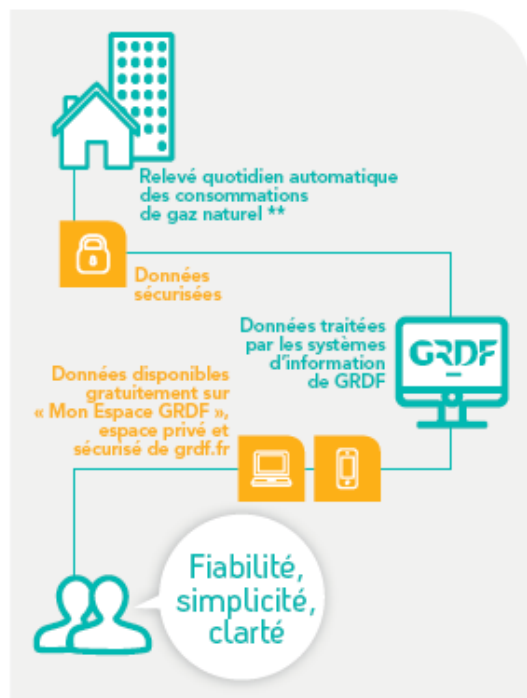 Relevé quotidien automatique
des consommations
de gaz naturel **
Données
sécurisées
Données traitées
par les systèmes
d'information
de GRDF
GRDF
Données disponibles
gratuitement sur
« Mon Espace GRDF »,
espace privé et
sécurisé de grdf.fr
Fiabilité,
simplicité,
clarté